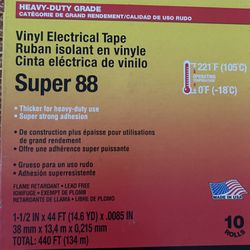 HEAVY-DUTY GRADE
CATÉGORIE DE GRAND RENDEMENT/CALIDAD DE USO RUDO
Vinyl Electrical Tape
Ruban isolant en vinyle
Cinta eléctrica de vinilo
Super 88
221°F (105°C)
OPERATING
TEMPERATURE
0°F (-18°C)
• Thicker for heavy-duty use
• Super strong adhesion
• De construction plus épaisse pour utilisations
de grand rendement
• Offre une adhérence super puissante
• Grueso para un uso rudo
• Adhesión superresistente
FLAME RETARDANT • LEAD FREE
IGNIFUGE • EXEMPT DE PLOMB
RETARDANTE DE LLAMA • LIBRE DE PLOMO
MADE IN U.S.A.
1-1/2 IN x 44 FT (14.6 YD) x .0085 IN
38 mm x 13,4 m x 0,215 mm
TOTAL: 440 FT (134 m)
10
ROLLS